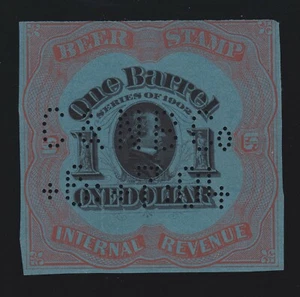 BEER STAMP
One Barrel
SERIES OF 1902
1 1
ONE DOLLAR
INTERNAL REVENUE